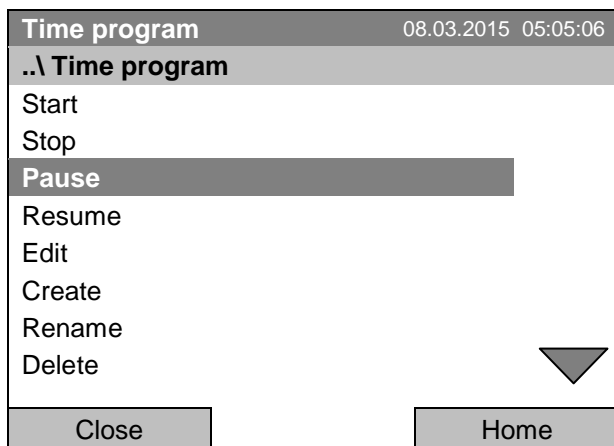 Time program 08.03.2015 05:05:06
..\ Time program
Start
Stop
Pause
Resume
Edit
Create
Rename
Delete
Close Home